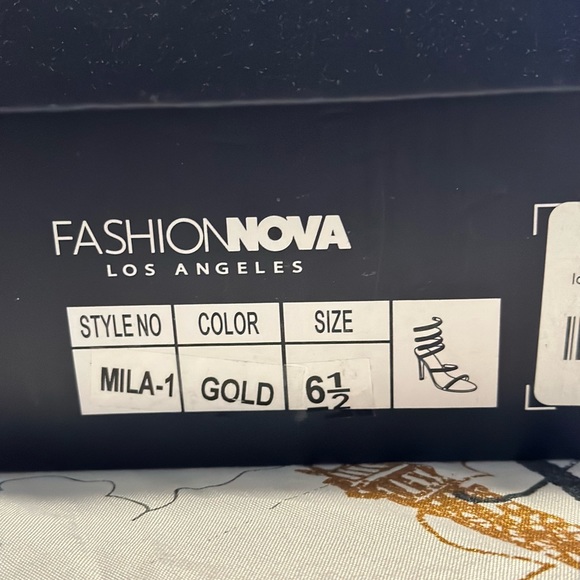 FASHIONNOVA
LOS ANGELES
STYLE NO COLOR SIZE
MILA-1 GOLD 6½